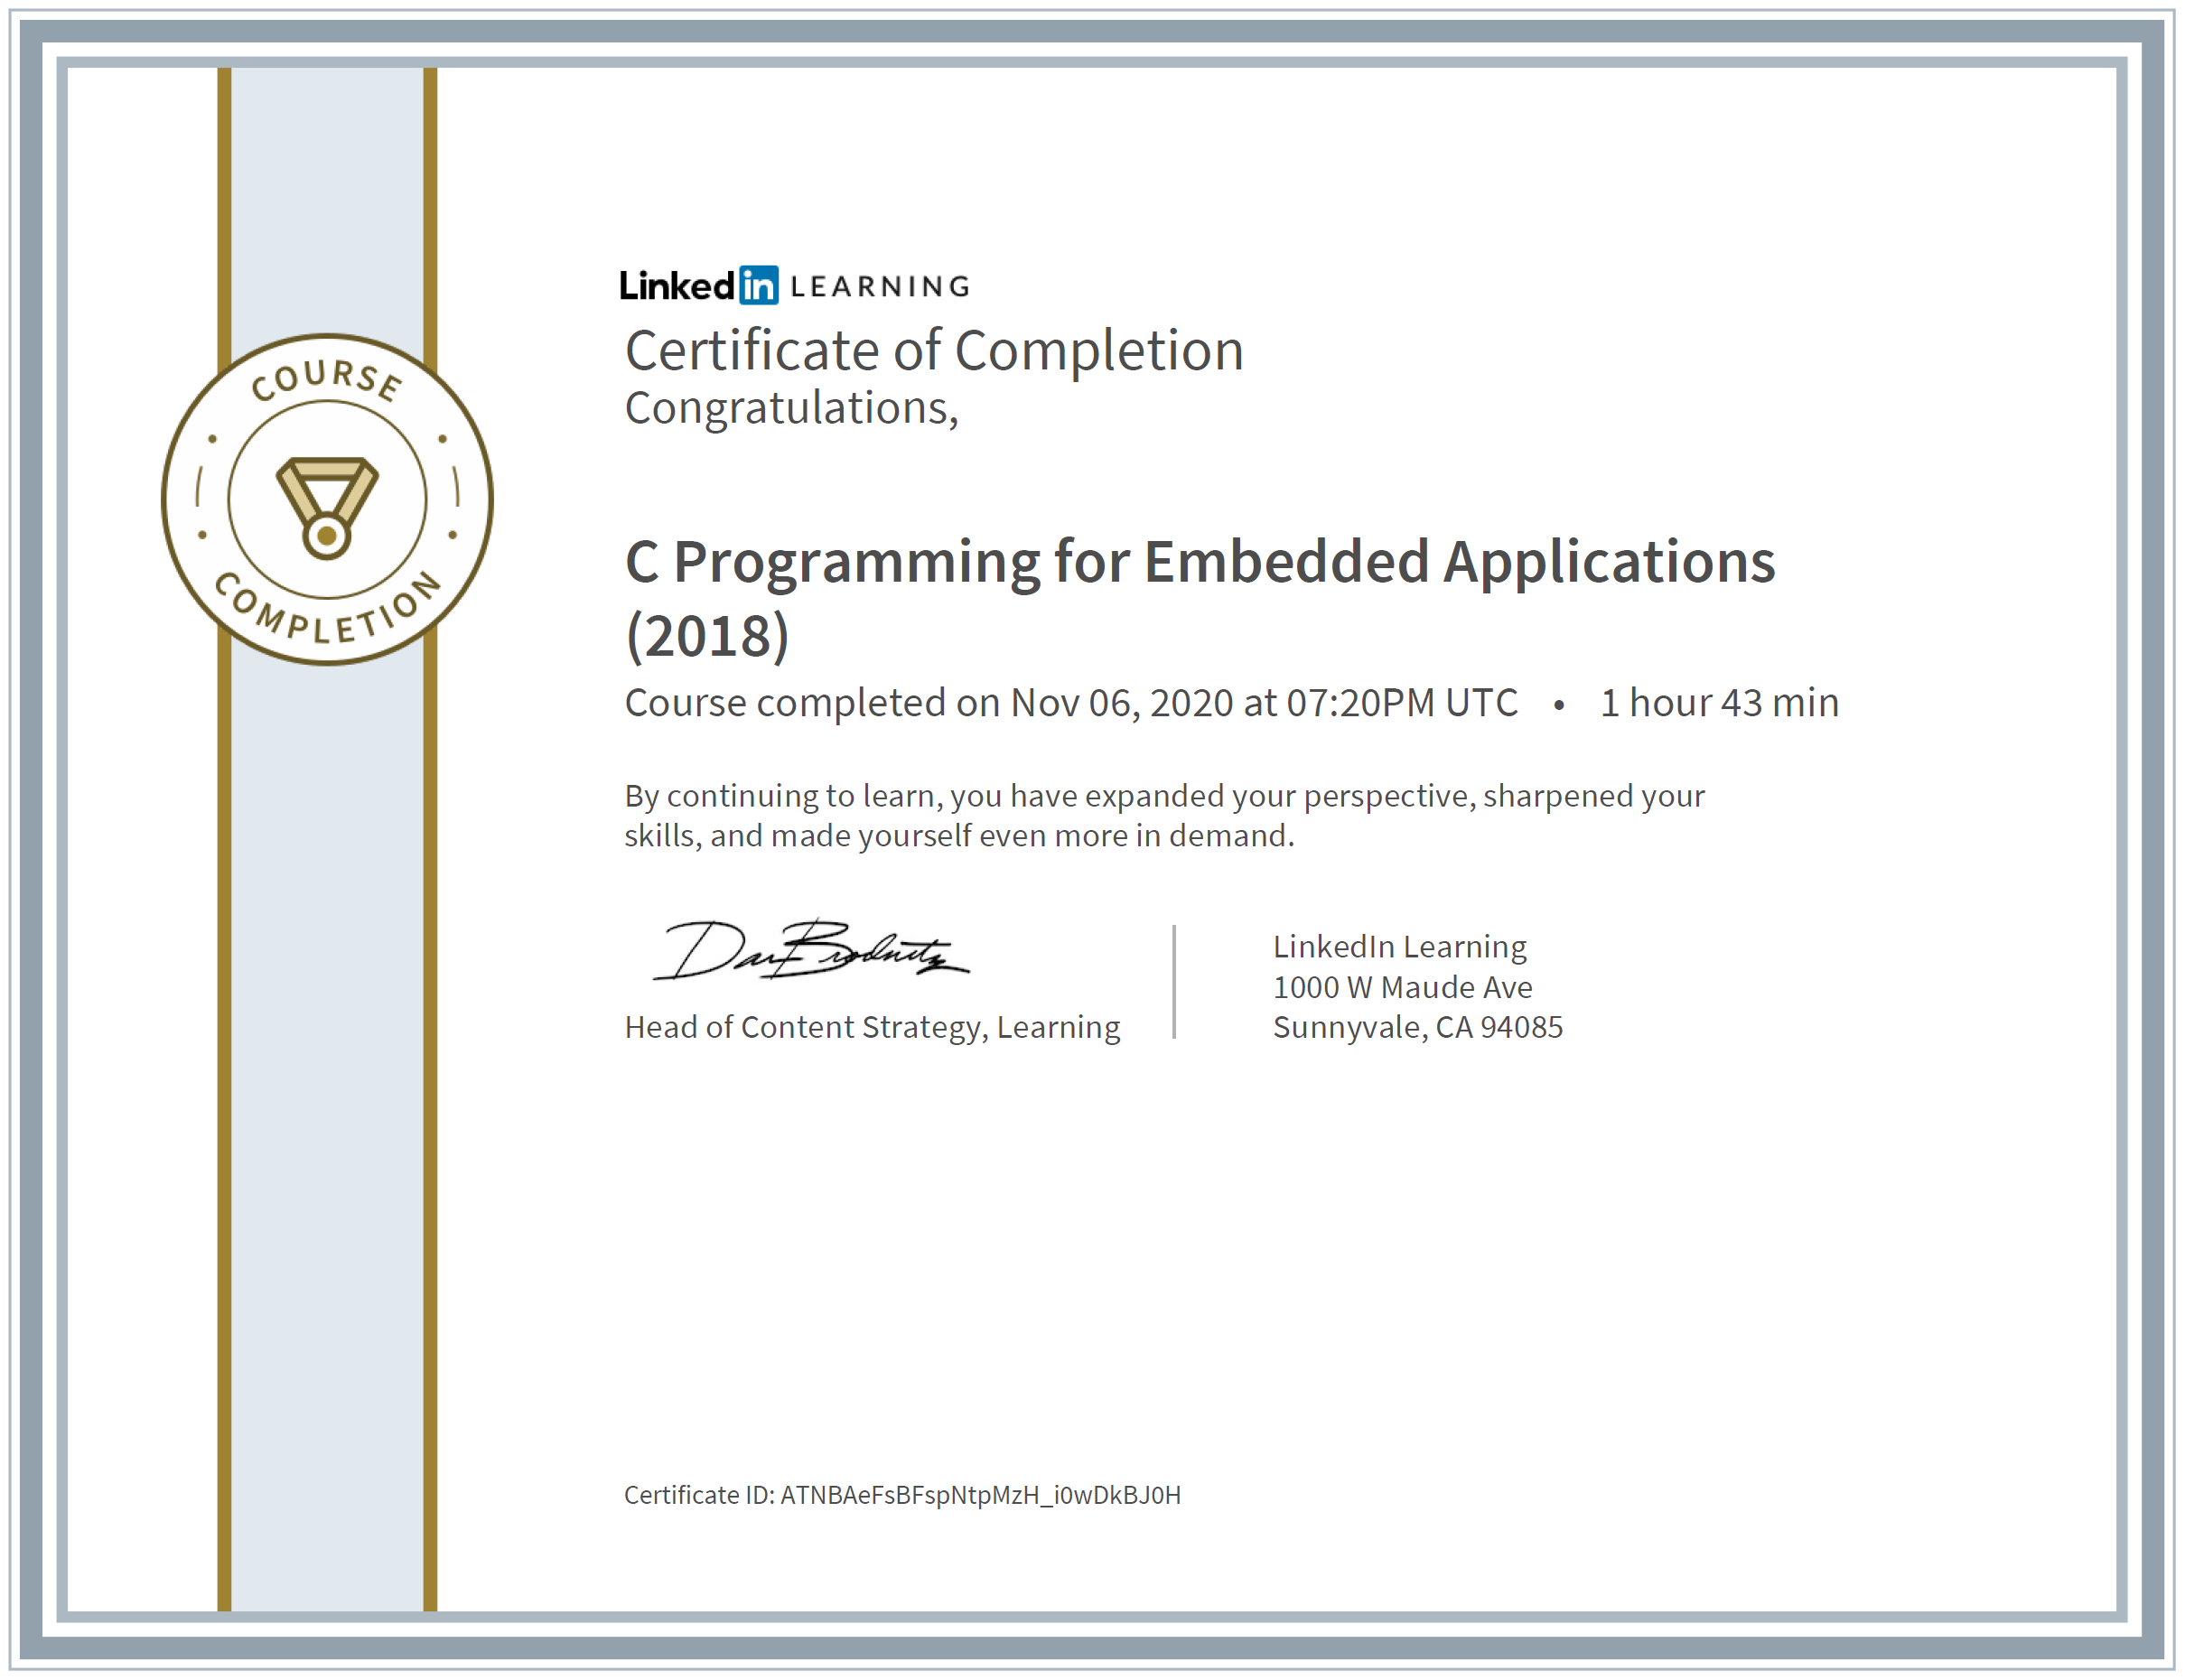 COURSE
COMPLETION
Linked in LEARNING
Certificate of Completion
Congratulations,
C Programming for Embedded Applications
(2018)
Course completed on Nov 06, 2020 at 07:20PM UTC • 1 hour 43 min
By continuing to learn, you have expanded your perspective, sharpened your
skills, and made yourself even more in demand.
Dan Brodnitz
Head of Content Strategy, Learning
LinkedIn Learning
1000 W Maude Ave
Sunnyvale, CA 94085
Certificate ID: ATNBAeFsBFspNtpMzH_i0wDkBJ0H